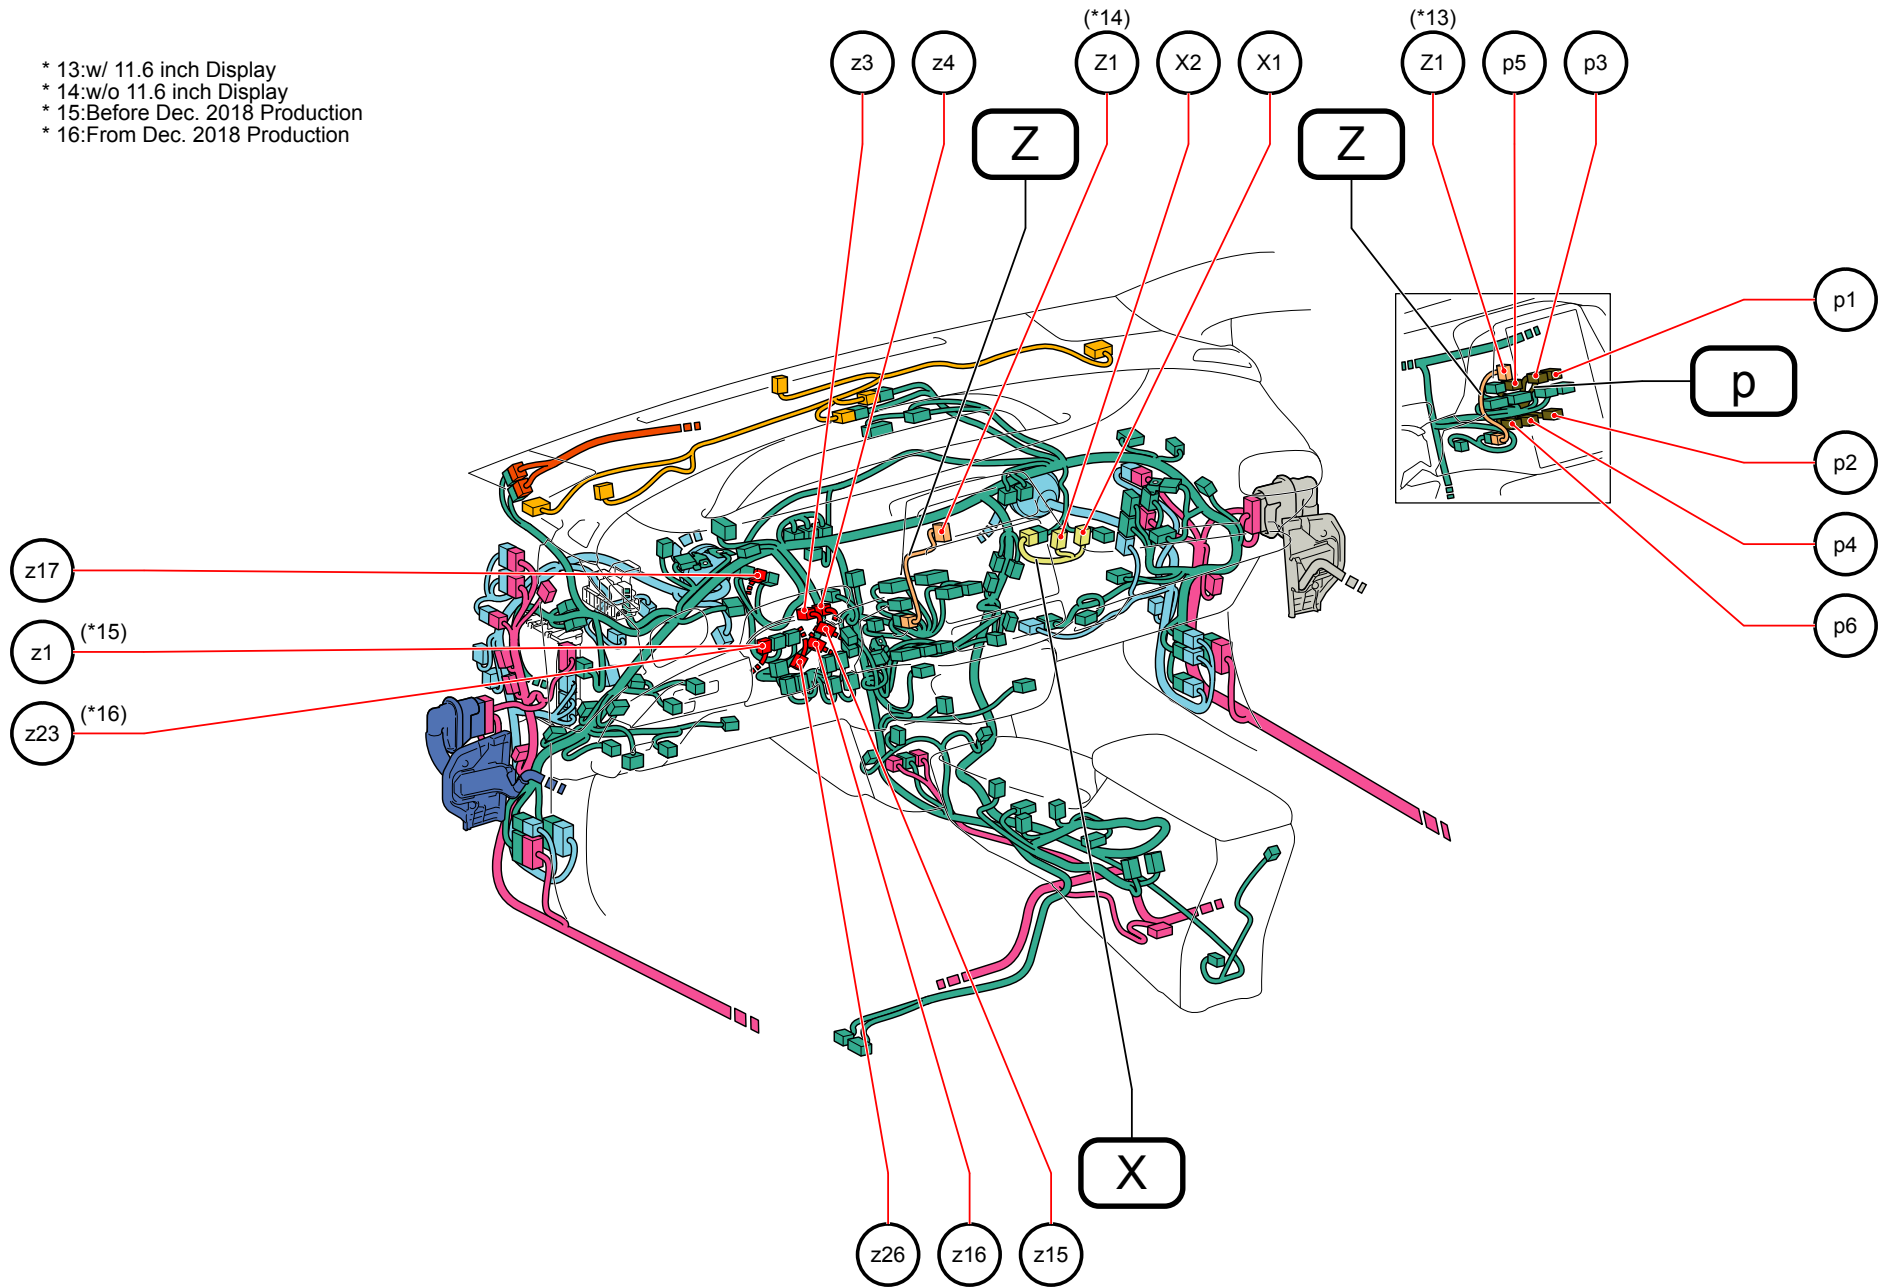 (*14)
(*13)
z3
z4
Z1
X2
X1
Z1
p5
p3
* 13:w/ 11.6 inch Display
* 14:w/o 11.6 inch Display
* 15:Before Dec. 2018 Production
* 16:From Dec. 2018 Production
Z
Z
p1
p
p2
p4
p6
z17
z1
(*15)
z23
(*16)
X
z26
z16
z15